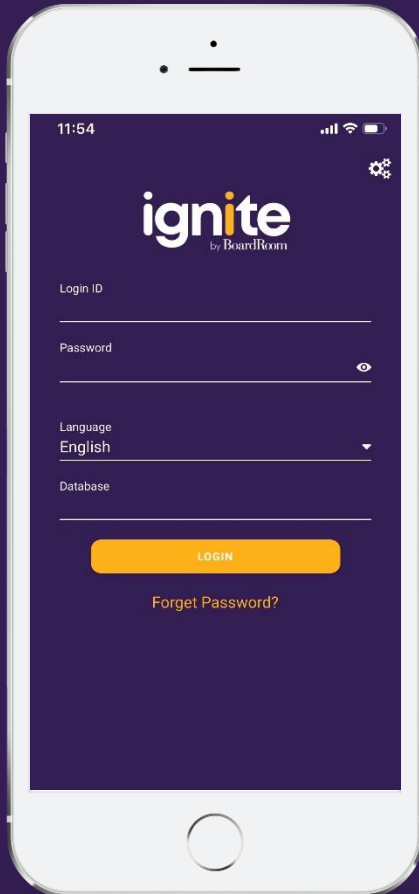 11:54
ignite
by BoardRoom
Login ID
Password
Language
English
Database
LOGIN
Forget Password?